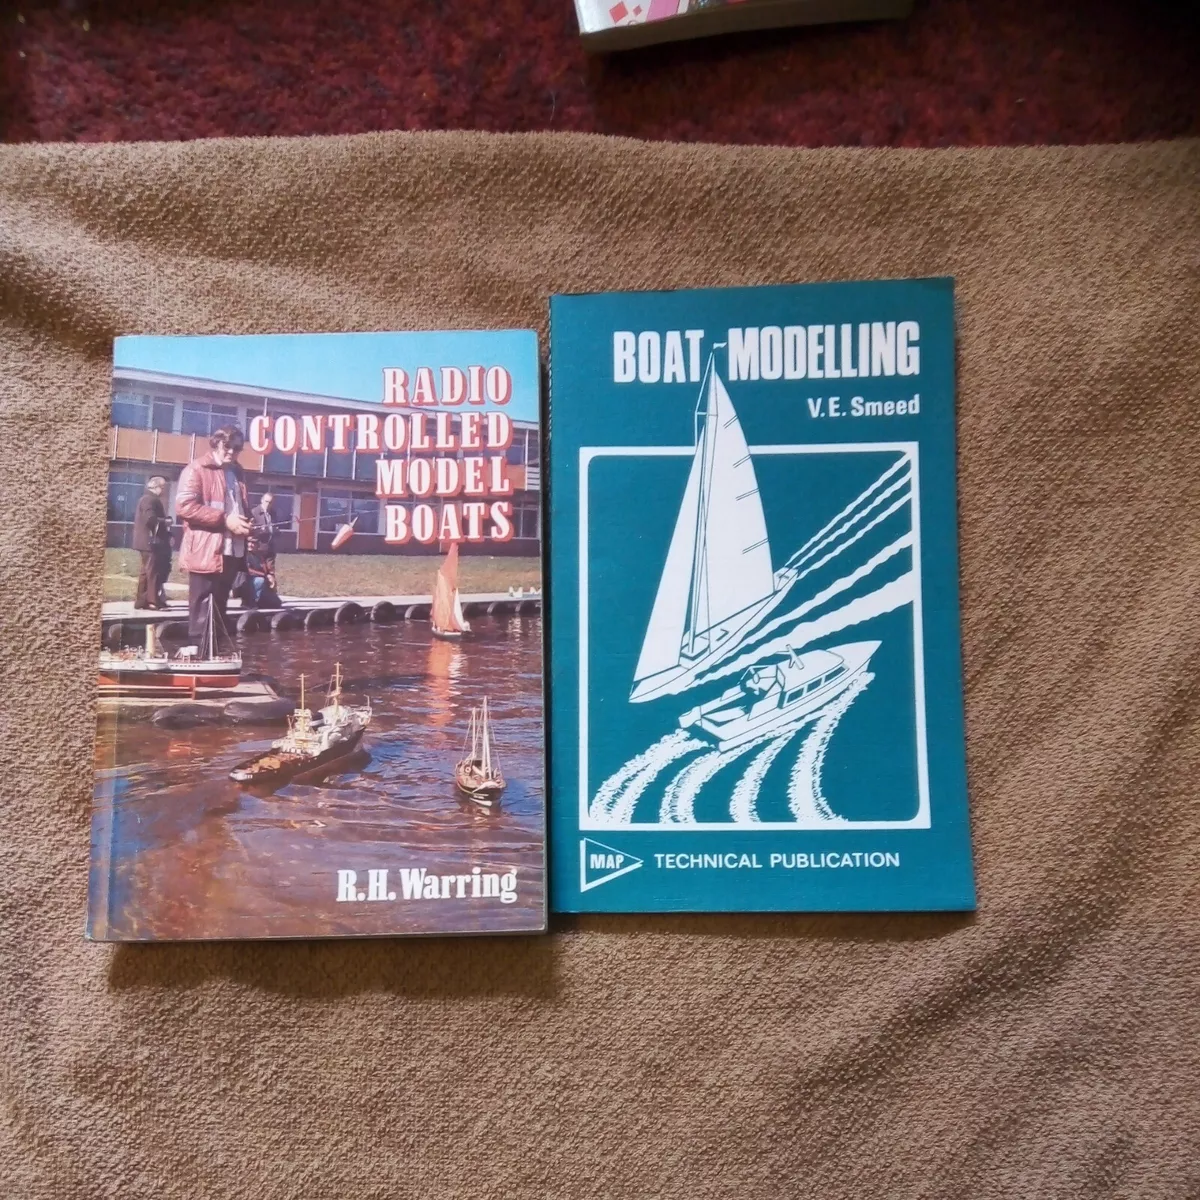 RADIO
CONTROLLED
MODEL
BOATS
R.H. Warring
BOAT-MODELLING
V. E. Smeed
MAP TECHNICAL PUBLICATION